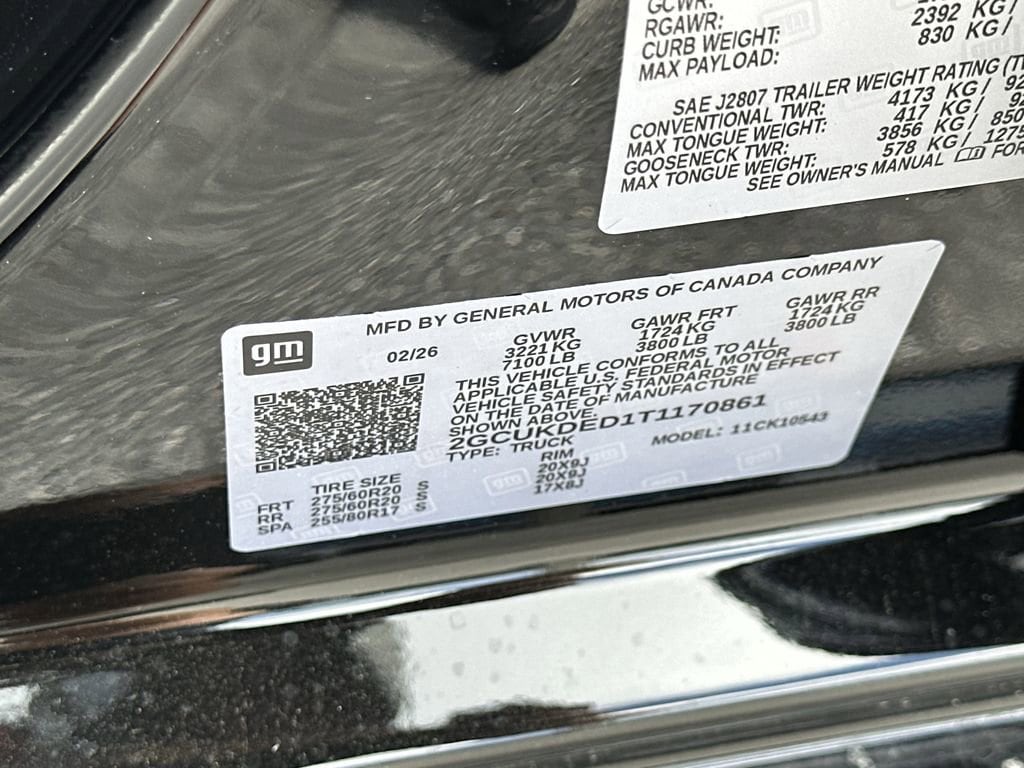 GCWR:
RGAWR:
CURB WEIGHT: 2392 KG/
MAX PAYLOAD: 830 KG/
SAE J2807 TRAILER WEIGHT RATING
CONVENTIONAL TWR: 4173 KG/
MAX TONGUE WEIGHT: 417 KG/
GOOSENECK TWR: 3856 KG/ 850
MAX TONGUE WEIGHT: 578 KG/ 1275
SEE OWNER'S MANUAL FOR
gm
MFD BY GENERAL MOTORS OF CANADA COMPANY
02/26
GVWR GAWR FRT GAWR RR
3221 KG 1724 KG 1724 KG
7100 LB 3800 LB 3800 LB
THIS VEHICLE CONFORMS TO ALL
APPLICABLE U.S. FEDERAL MOTOR
VEHICLE SAFETY STANDARDS IN EFFECT
ON THE DATE OF MANUFACTURE
SHOWN ABOVE.
2GCUKDED1T1170861
TYPE: TRUCK MODEL: 11CK10543
TIRE SIZE RIM
FRT 275/60R20 S 20X9J
RR 275/60R20 S 20X9J
SPA 255/80R17 S 17X8J